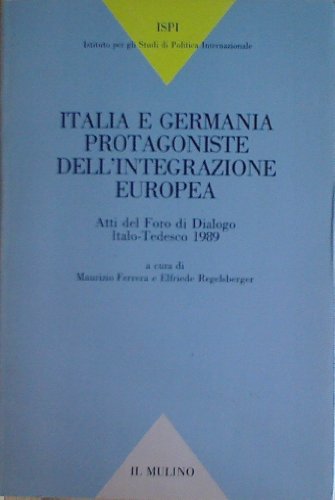 ISPI
Istituto per gli Studi di Politica Internazionale
ITALIA E GERMANIA
PROTAGONISTE
DELL'INTEGRAZIONE
EUROPEA
Atti del Foro di Dialogo
Italo-Tedesco 1989
a cura di
Maurizio Ferrera e Elfriede Regelsberger
IL MULINO